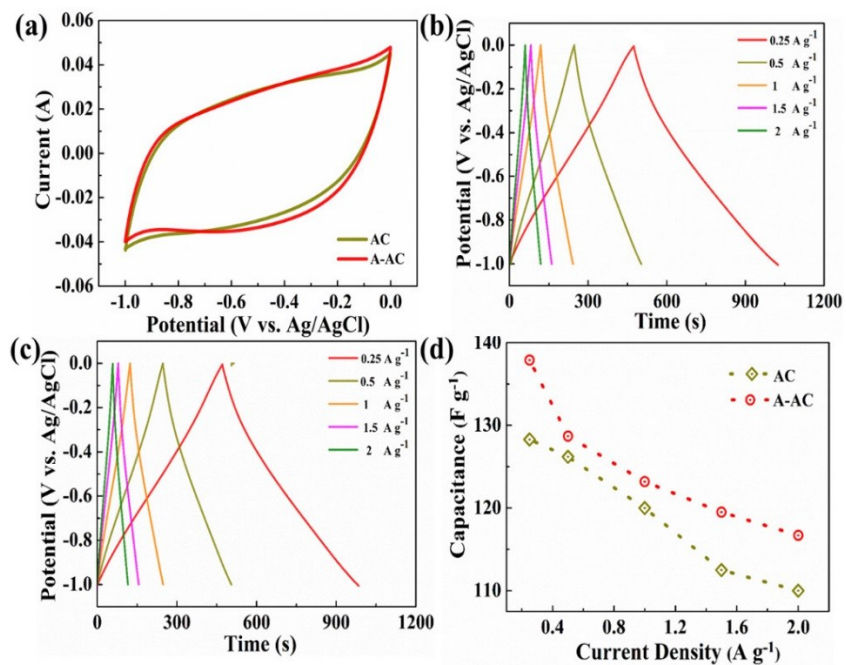 (a)
0.06
0.04
0.02
0.00
-0.02
-0.04
-0.06
Current (A)
AC
A-AC
-1.0 -0.8 -0.6 -0.4 -0.2 0.0
Potential (V vs. Ag/AgCl)
(b)
0.0
-0.2
-0.4
-0.6
-0.8
-1.0
Potential (V vs. Ag/AgCl)
0.25 A g⁻¹
0.5 A g⁻¹
1 A g⁻¹
1.5 A g⁻¹
2 A g⁻¹
0 300 600 900 1200
Time (s)
(c)
0.0
-0.2
-0.4
-0.6
-0.8
-1.0
Potential (V vs. Ag/AgCl)
0.25 A g⁻¹
0.5 A g⁻¹
1 A g⁻¹
1.5 A g⁻¹
2 A g⁻¹
0 300 600 900 1200
Time (s)
(d)
140
130
120
110
Capacitance (F g⁻¹)
AC
A-AC
0.4 0.8 1.2 1.6 2.0
Current Density (A g⁻¹)